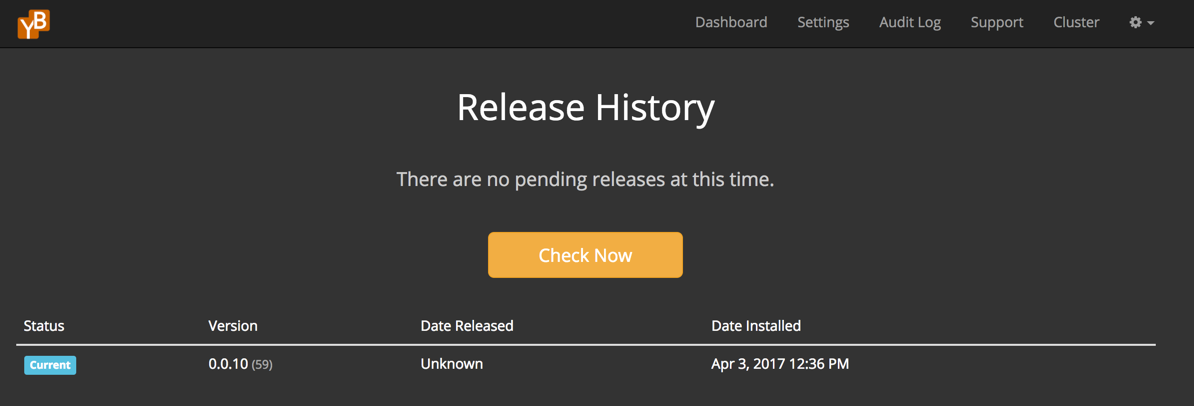 YB Dashboard Settings Audit Log Support Cluster
Release History
There are no pending releases at this time.
Check Now
Status Version Date Released Date Installed
Current 0.0.10 (59) Unknown Apr 3, 2017 12:36 PM